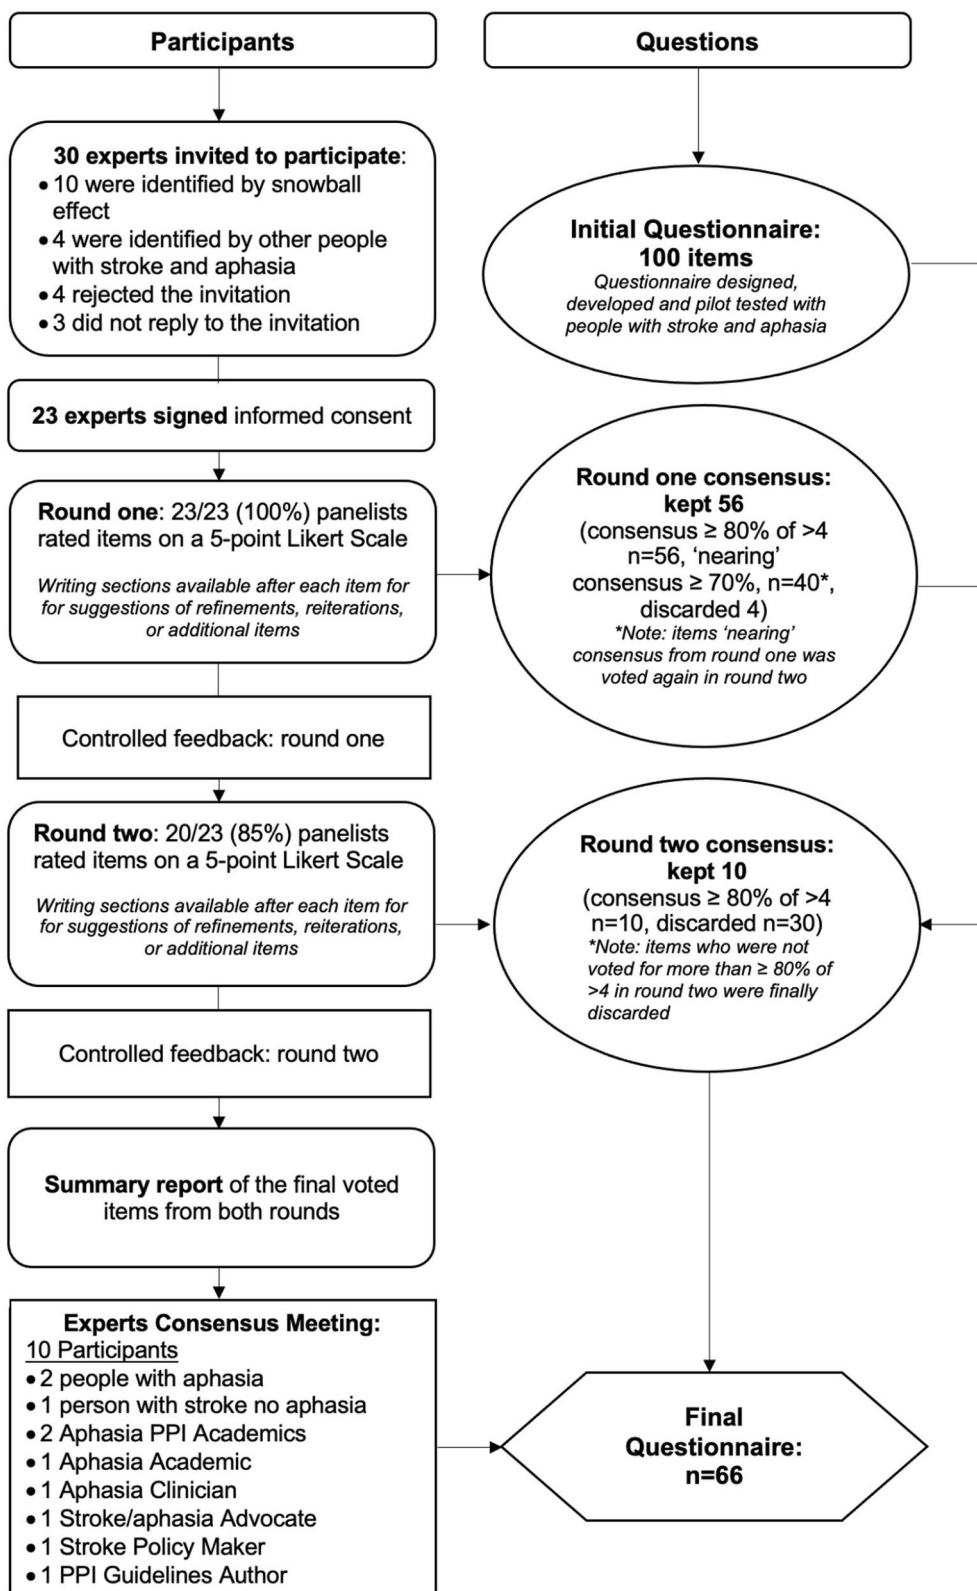 Participants
30 experts invited to participate:
• 10 were identified by snowball
effect
• 4 were identified by other people
with stroke and aphasia
• 4 rejected the invitation
• 3 did not reply to the invitation
23 experts signed informed consent
Round one: 23/23 (100%) panelists
rated items on a 5-point Likert Scale
Writing sections available after each item for
for suggestions of refinements, reiterations,
or additional items
Controlled feedback: round one
Round two: 20/23 (85%) panelists
rated items on a 5-point Likert Scale
Writing sections available after each item for
for suggestions of refinements, reiterations,
or additional items
Controlled feedback: round two
Summary report of the final voted
items from both rounds
Experts Consensus Meeting:
10 Participants
• 2 people with aphasia
• 1 person with stroke no aphasia
• 2 Aphasia PPI Academics
• 1 Aphasia Academic
• 1 Aphasia Clinician
• 1 Stroke/aphasia Advocate
• 1 Stroke Policy Maker
• 1 PPI Guidelines Author
Questions
Initial Questionnaire:
100 items
Questionnaire designed,
developed and pilot tested with
people with stroke and aphasia
Round one consensus:
kept 56
(consensus ≥ 80% of >4
n=56, ‘nearing’
consensus ≥ 70%, n=40*,
discarded 4)
*Note: items ‘nearing’
consensus from round one was
voted again in round two
Round two consensus:
kept 10
(consensus ≥ 80% of >4
n=10, discarded n=30)
*Note: items who were not
voted for more than ≥ 80% of
>4 in round two were finally
discarded
Final
Questionnaire:
n=66